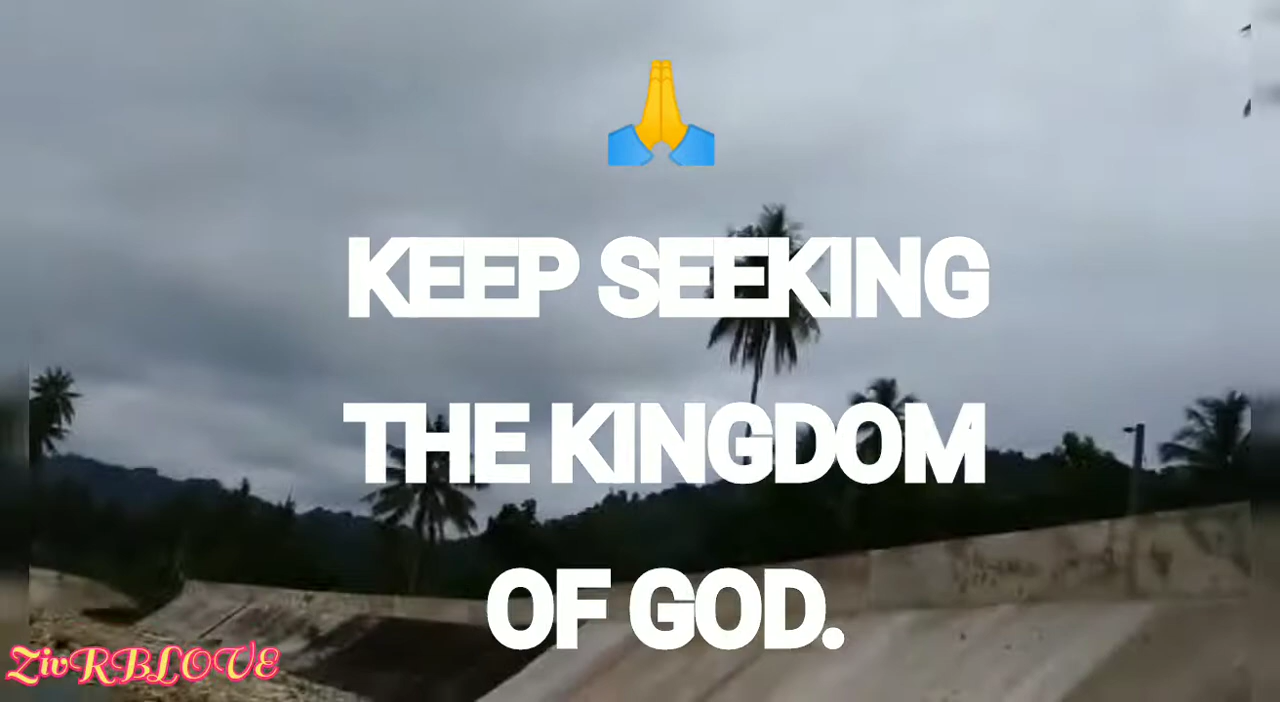 🙏
KEEP SEEKING
THE KINGDOM
OF GOD.
ZivRBLOVE